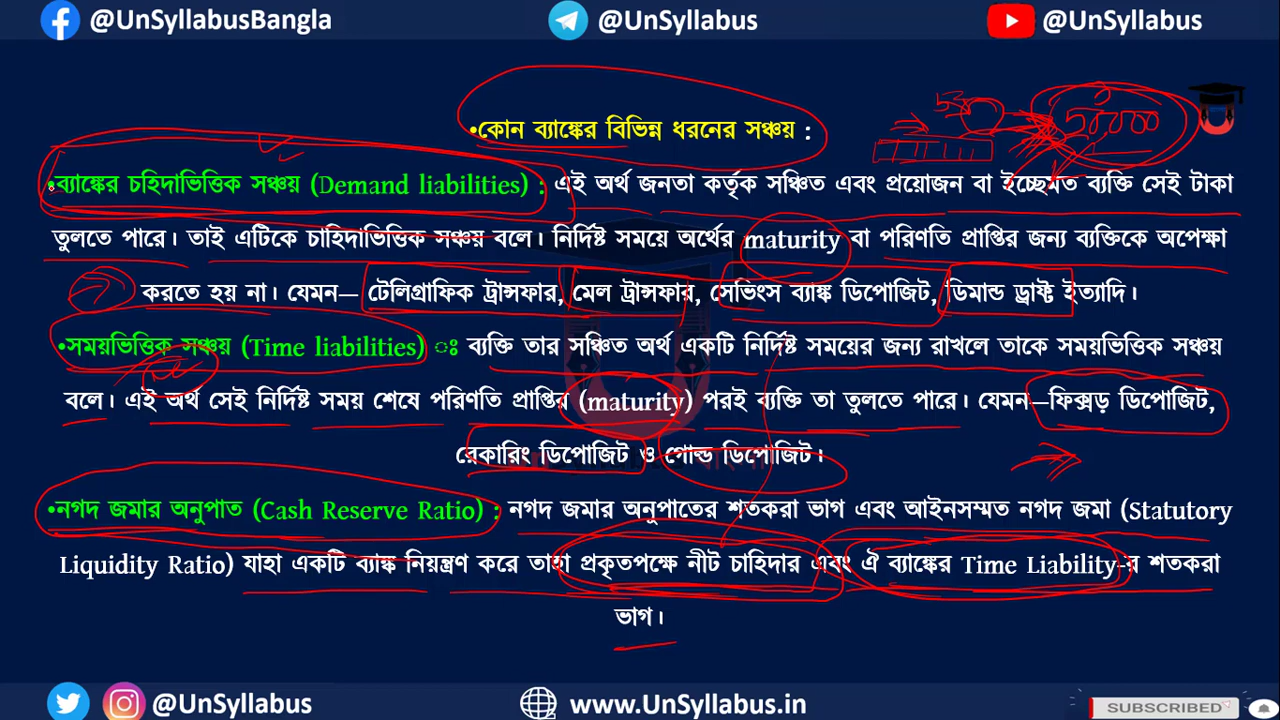 @UnSyllabusBangla @UnSyllabus @UnSyllabus
•কোন ব্যাঙ্কের বিভিন্ন ধরনের সঞ্চয় :
•ব্যাঙ্কের চহিদাভিত্তিক সঞ্চয় (Demand liabilities) : এই অর্থ জনতা কর্তৃক সঞ্চিত এবং প্রয়োজন বা ইচ্ছেমত ব্যক্তি সেই টাকা
তুলতে পারে। তাই এটিকে চাহিদাভিত্তিক সঞ্চয় বলে। নির্দিষ্ট সময়ে অর্থের maturity বা পরিণতি প্রাপ্তির জন্য ব্যক্তিকে অপেক্ষা
করতে হয় না। যেমন— টেলিগ্রাফিক ট্রান্সফার, মেল ট্রান্সফার, সেভিংস ব্যাঙ্ক ডিপোজিট, ডিমান্ড ড্রাফ্ট ইত্যাদি।
•সময়ভিত্তিক সঞ্চয় (Time liabilities) ঃ ব্যক্তি তার সঞ্চিত অর্থ একটি নির্দিষ্ট সময়ের জন্য রাখলে তাকে সময়ভিত্তিক সঞ্চয়
বলে। এই অর্থ সেই নির্দিষ্ট সময় শেষে পরিণতি প্রাপ্তির (maturity) পরই ব্যক্তি তা তুলতে পারে। যেমন—ফিক্সড় ডিপোজিট,
রেকারিং ডিপোজিট ও গোল্ড ডিপোজিট।
•নগদ জমার অনুপাত (Cash Reserve Ratio) : নগদ জমার অনুপাতের শতকরা ভাগ এবং আইনসম্মত নগদ জমা (Statutory
Liquidity Ratio) যাহা একটি ব্যাঙ্ক নিয়ন্ত্রণ করে তাহা প্রকৃতপক্ষে নীট চাহিদার এবং ঐ ব্যাঙ্কের Time Liability-র শতকরা
ভাগ।
@UnSyllabus www.UnSyllabus.in SUBSCRIBED